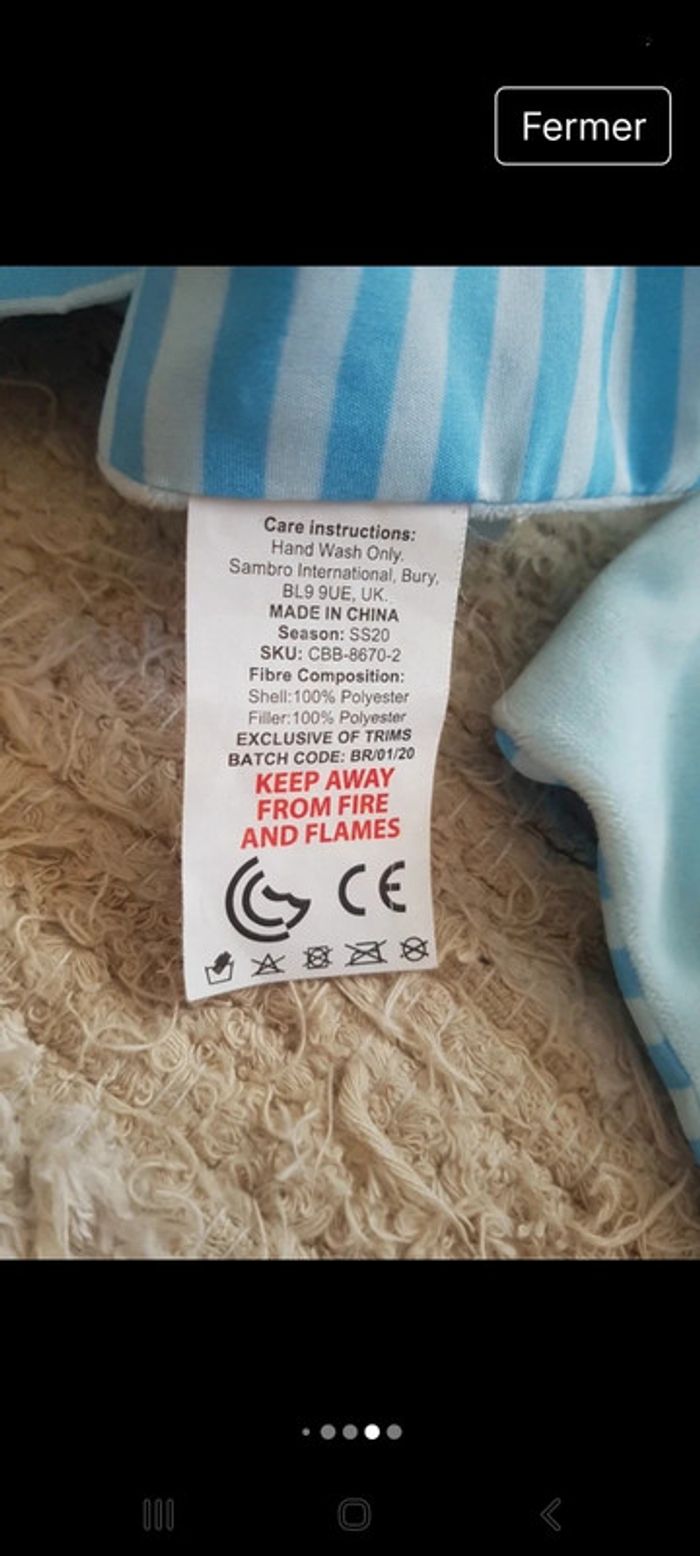 Fermer
Care instructions:
Hand Wash Only.
Sambro International, Bury,
BL9 9UE, UK.
MADE IN CHINA
Season: SS20
SKU: CBB-8670-2
Fibre Composition:
Shell:100% Polyester
Filler:100% Polyester
EXCLUSIVE OF TRIMS
BATCH CODE: BR/01/20
KEEP AWAY
FROM FIRE
AND FLAMES
CE